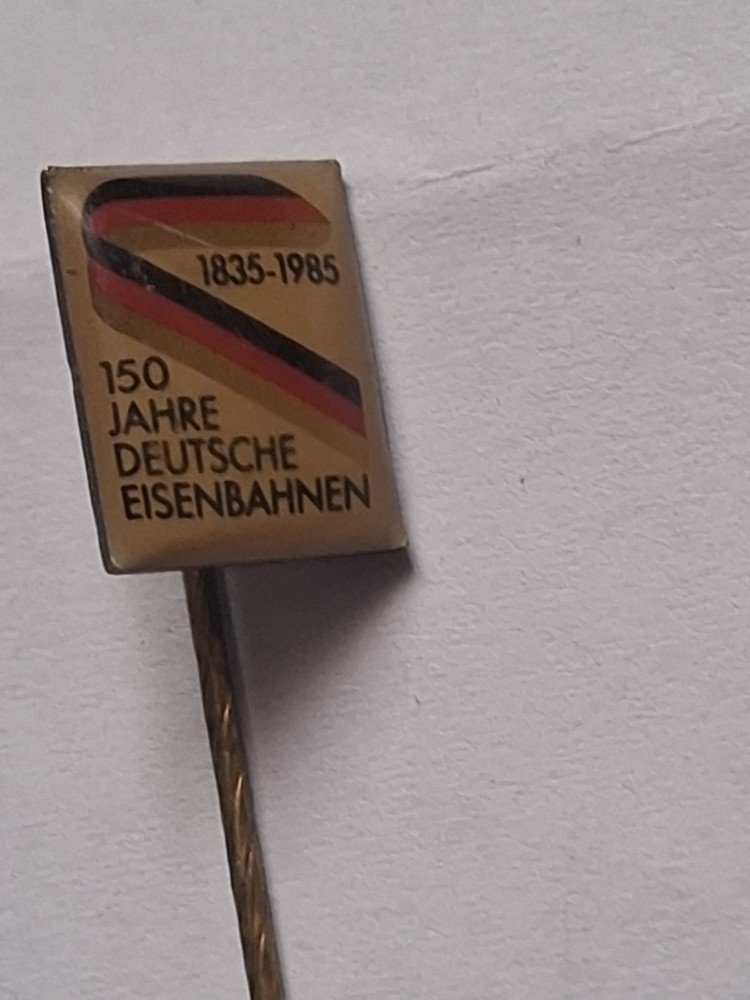 1835-1985
150
JAHRE
DEUTSCHE
EISENBAHNEN